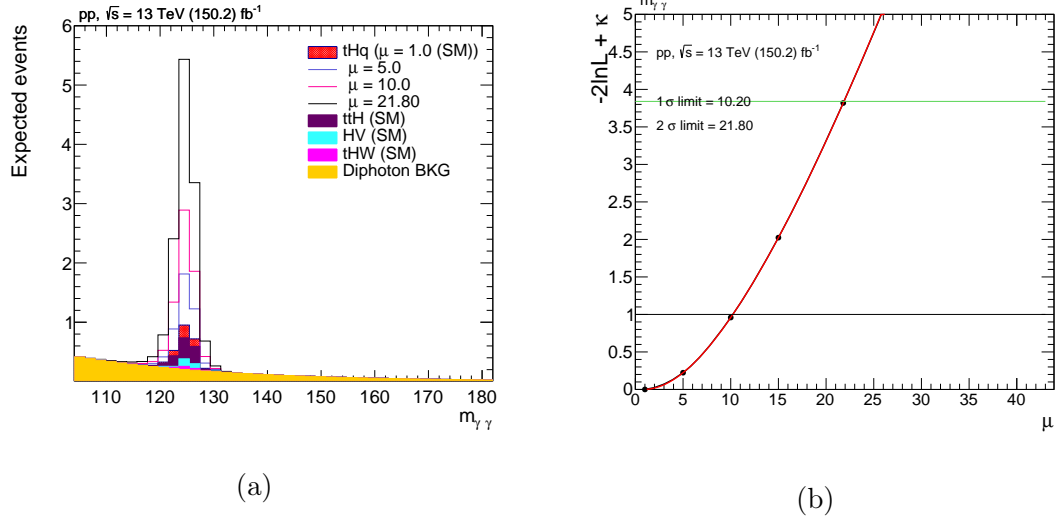 pp, √s = 13 TeV (150.2) fb-1
Expected events
tHq (μ = 1.0 (SM))
μ = 5.0
μ = 10.0
μ = 21.80
ttH (SM)
HV (SM)
tHW (SM)
Diphoton BKG
6
5
4
3
2
1
110 120 130 140 150 160 170 180
mγ γ
(a)
mγ γ
-2lnL + κ
pp, √s = 13 TeV (150.2) fb-1
1 σ limit = 10.20
2 σ limit = 21.80
5
4.5
4
3.5
3
2.5
2
1.5
1
0.5
0
0 5 10 15 20 25 30 35 40
μ
(b)